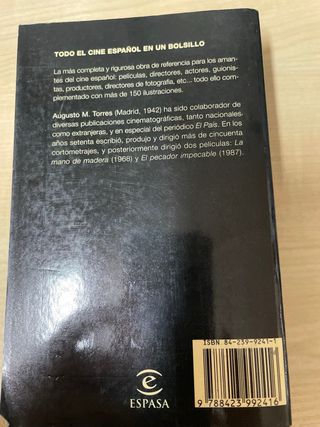 TODO EL CINE ESPAÑOL EN UN BOLSILLO
La más completa y rigurosa obra de referencia para los aman-
tes del cine español: películas, directores, actores, guionis-
tas, productores, directores de fotografía, etc... todo ello com-
plementado con más de 150 ilustraciones.
Augusto M. Torres (Madrid, 1942) ha sido colaborador de
diversas publicaciones cinematográficas, tanto nacionales
como extranjeras, y en especial del periódico El País. En los
años setenta escribió, produjo y dirigió más de cincuenta
cortometrajes, y posteriormente dirigió dos películas: La
mano de madera (1968) y El pecador impecable (1987).
ISBN 84-239-9241-1
9 788423 992416
e
ESPASA